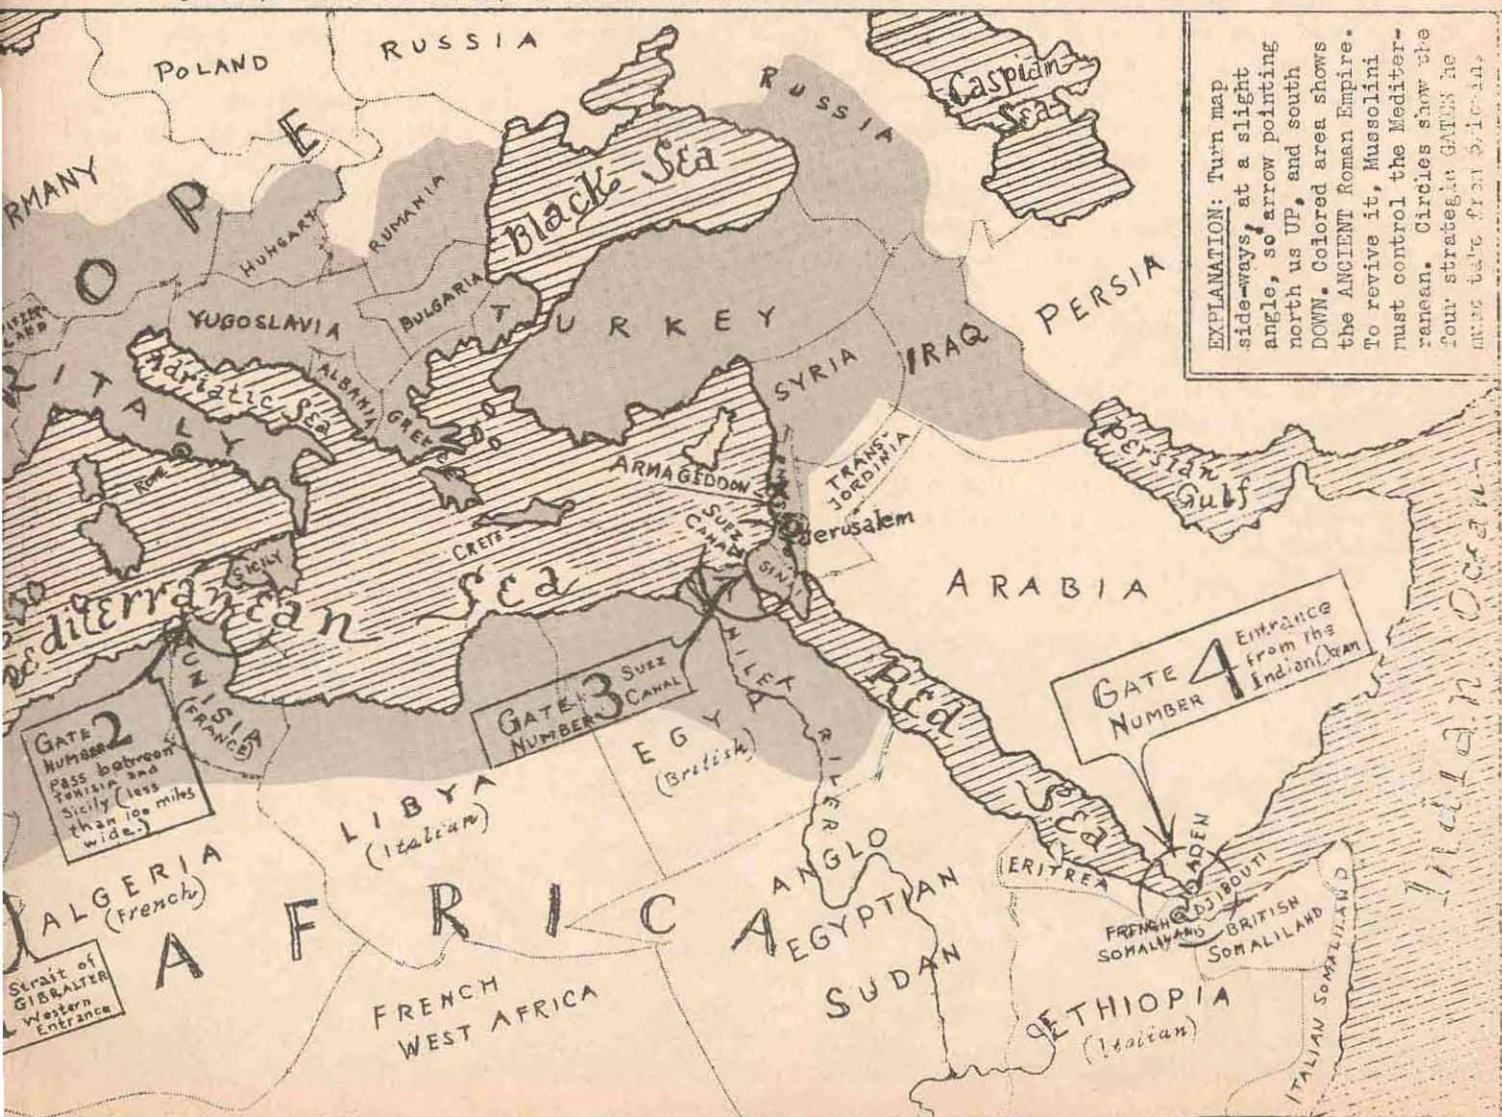 POLAND
RUSSIA
RUSSIA
Caspian
Sea
E
P
O
RMANY
HUNGARY
RUMANIA
Black Sea
YUGOSLAVIA
BULGARIA
TURKEY
PERSIA
IRAQ
SYRIA
R
ITALY
Adriatic Sea
ALBANIA
ROME
ARMAGEDDON
TRANS-
JORDINIA
Persian
Gulf
SUEZ
CANAL
Jerusalem
CRETE
SICILY
SINI
editerranean Sea
ARABIA
Indian Ocean
Red Sea
TUNISIA
(FRANCE)
NILE RIVER
GATE
NUMBER 2
Pass between
Tunisia and
Sicily (less
than 100 miles
wide.)
GATE
NUMBER 3
SUEZ
CANAL
GATE
NUMBER 4
Entrance
from the
Indian Ocean
EGYPT
(British)
LIBYA
(Italian)
ALGERIA
(French)
AFRICA
ANGLO
EGYPTIAN
SUDAN
ERITREA
ADEN
DJIBOUTI
FRENCH
BRITISH
SOMALILAND
ITALIAN SOMALILAND
ETHIOPIA
(Italian)
FRENCH
WEST AFRICA
Strait of
GIBRALTER
Western
Entrance
EXPLANATION: Turn map
side-ways, at a slight
angle, so arrow pointing
north us UP, and south
DOWN. Colored area shows
the ANCIENT Roman Empire.
To revive it, Mussolini
must control the Mediter-
ranean. Circles show the
four strategic GATES he
must take from